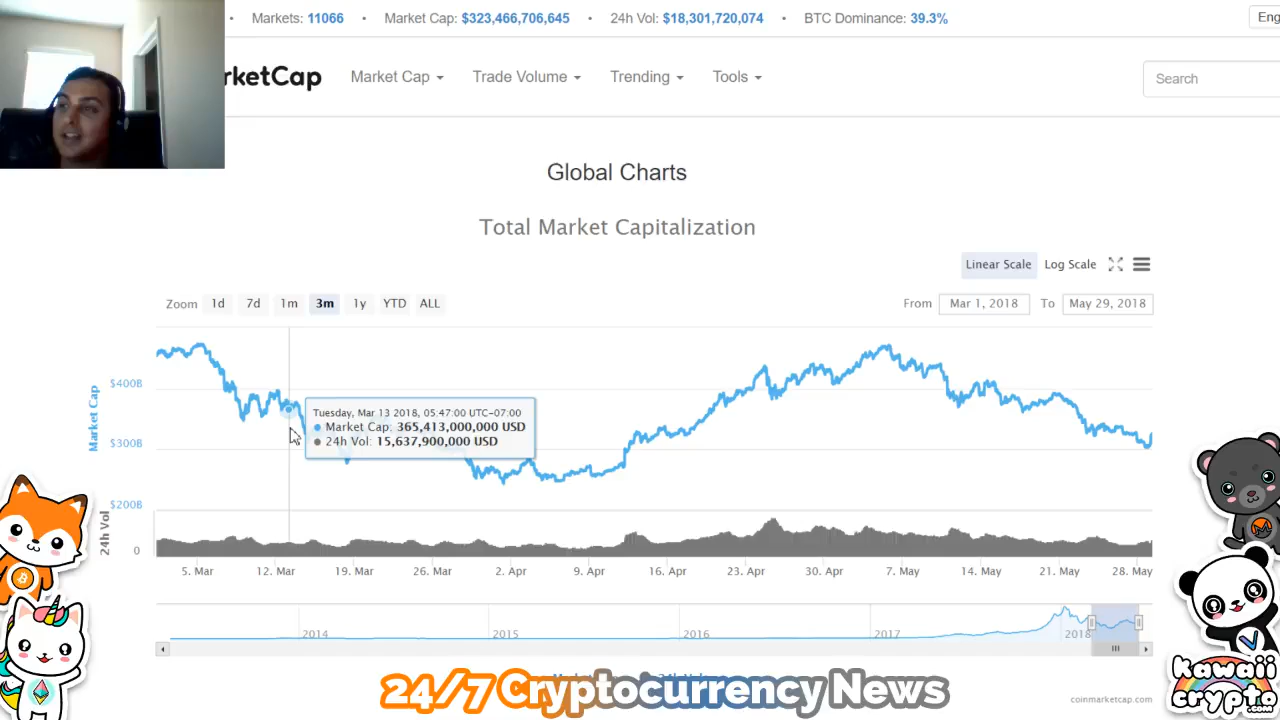 • Markets: 11066 • Market Cap: $323,466,706,645 • 24h Vol: $18,301,720,074 • BTC Dominance: 39.3% Eng
rketCap Market Cap Trade Volume Trending Tools Search
Global Charts
Total Market Capitalization
Linear Scale Log Scale
Zoom 1d 7d 1m 3m 1y YTD ALL From Mar 1, 2018 To May 29, 2018
Market Cap
$400B
$300B
$200B
24h Vol
0
Tuesday, Mar 13 2018, 05:47:00 UTC-07:00
Market Cap: 365,413,000,000 USD
24h Vol: 15,637,900,000 USD
5. Mar 12. Mar 19. Mar 26. Mar 2. Apr 9. Apr 16. Apr 23. Apr 30. Apr 7. May 14. May 21. May 28. May
2014 2015 2016 2017 2018
24/7 Cryptocurrency News
coinmarketcap.com
kawaii
crypto
.com